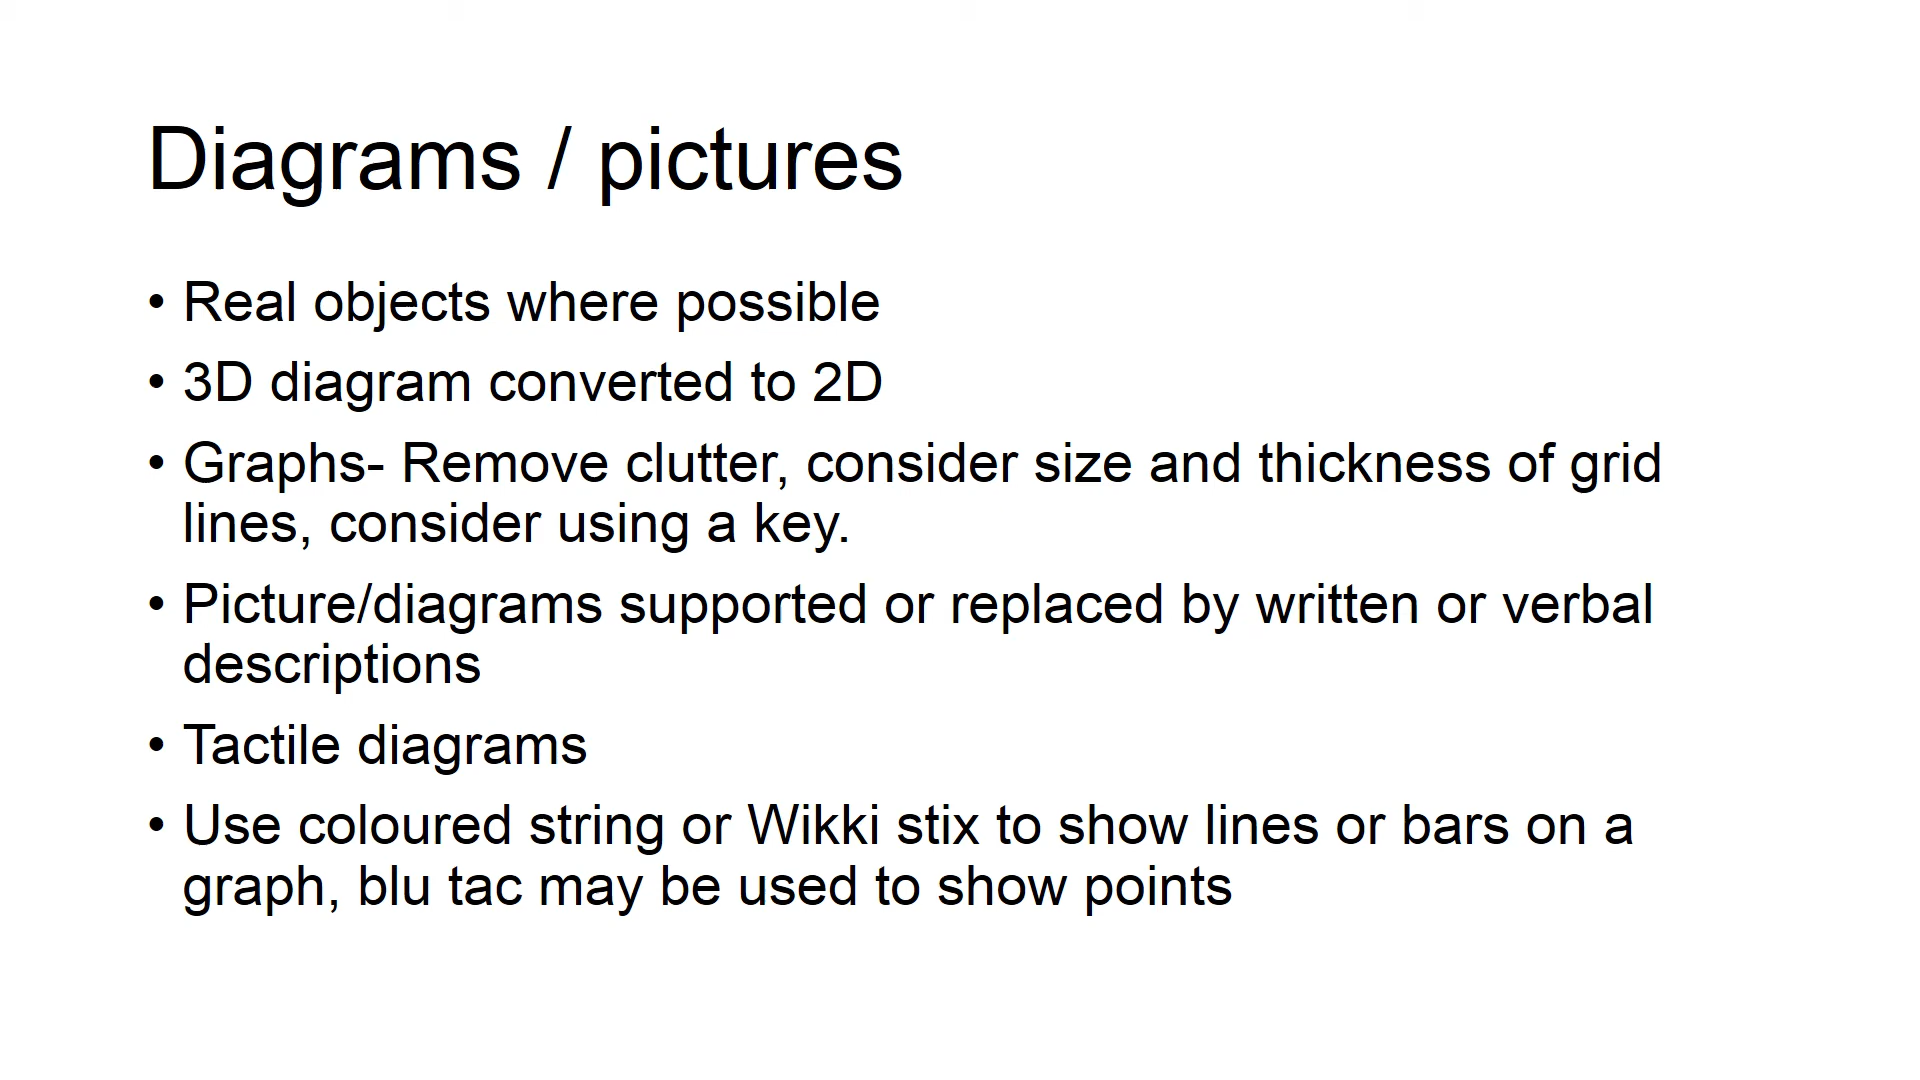 Diagrams / pictures
• Real objects where possible
• 3D diagram converted to 2D
• Graphs- Remove clutter, consider size and thickness of grid
lines, consider using a key.
• Picture/diagrams supported or replaced by written or verbal
descriptions
• Tactile diagrams
• Use coloured string or Wikki stix to show lines or bars on a
graph, blu tac may be used to show points